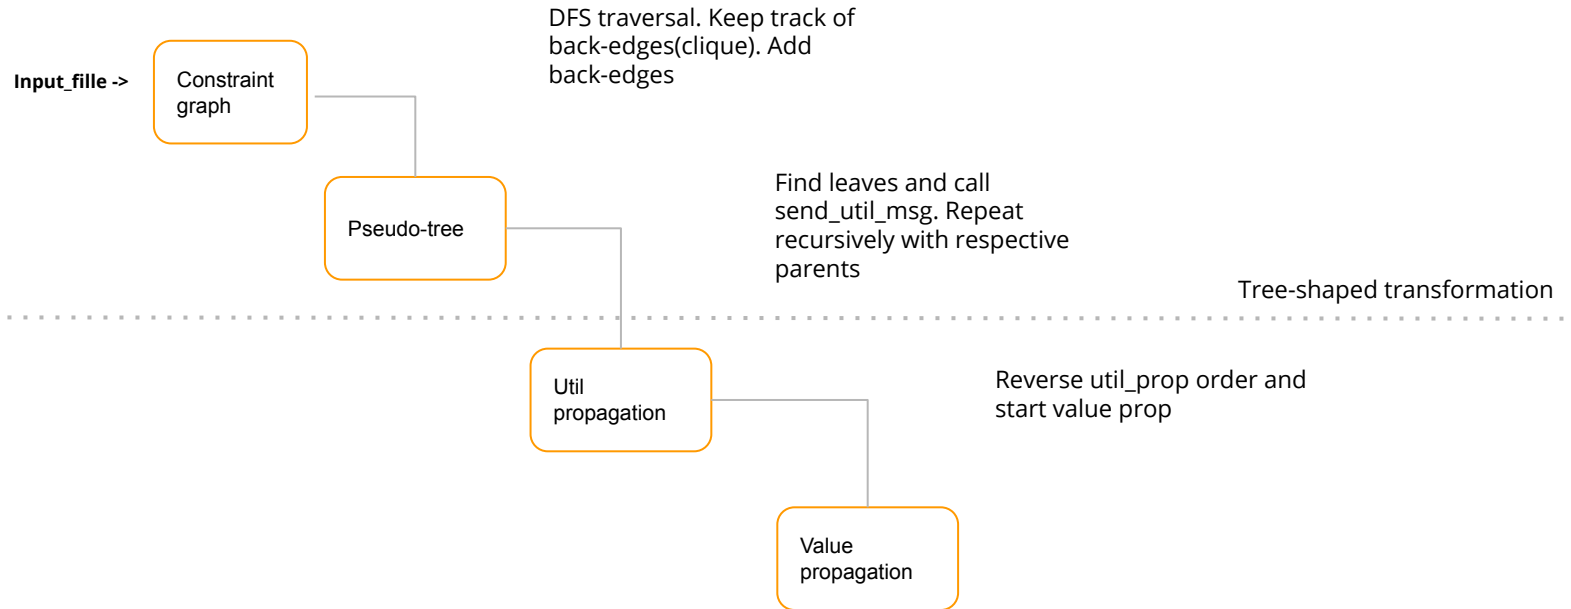 DFS traversal. Keep track of
back-edges(clique). Add
back-edges
Input_fille ->
Constraint
graph
Find leaves and call
send_util_msg. Repeat
recursively with respective
parents
Pseudo-tree
Tree-shaped transformation
Util
propagation
Reverse util_prop order and
start value prop
Value
propagation